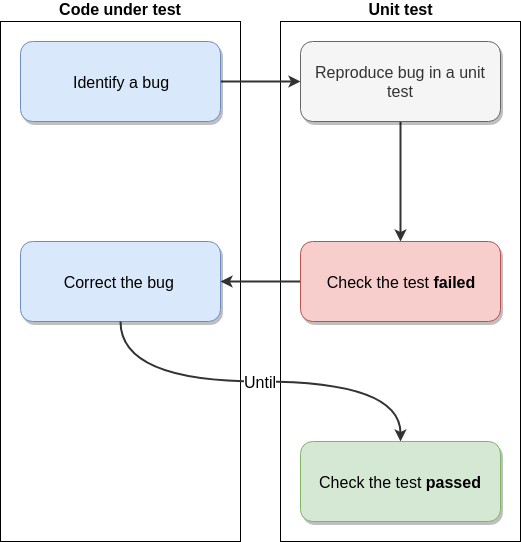 Code under test
Unit test
Identify a bug
Reproduce bug in a unit
test
Correct the bug
Check the test failed
Until
Check the test passed